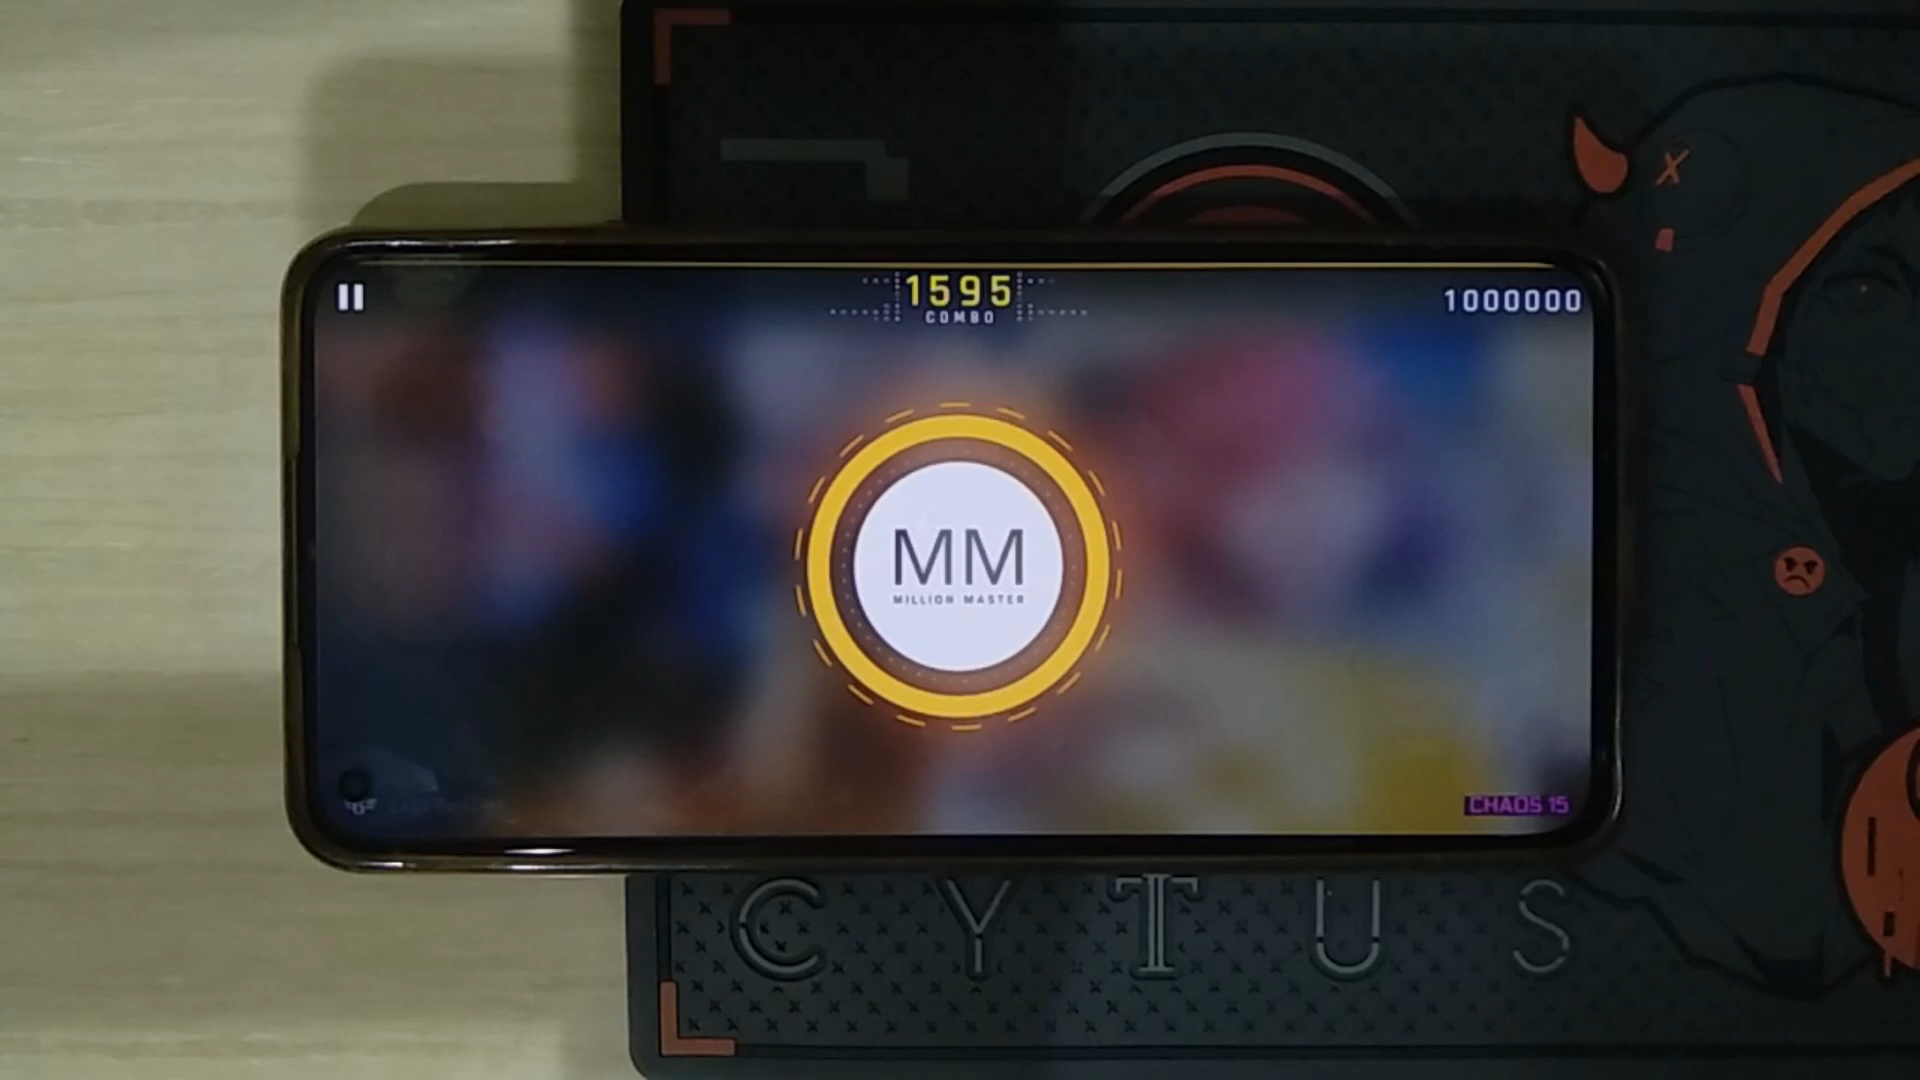 1595
COMBO
1000000
MM
MILLION MASTER
CHAOS 15
CYTUS